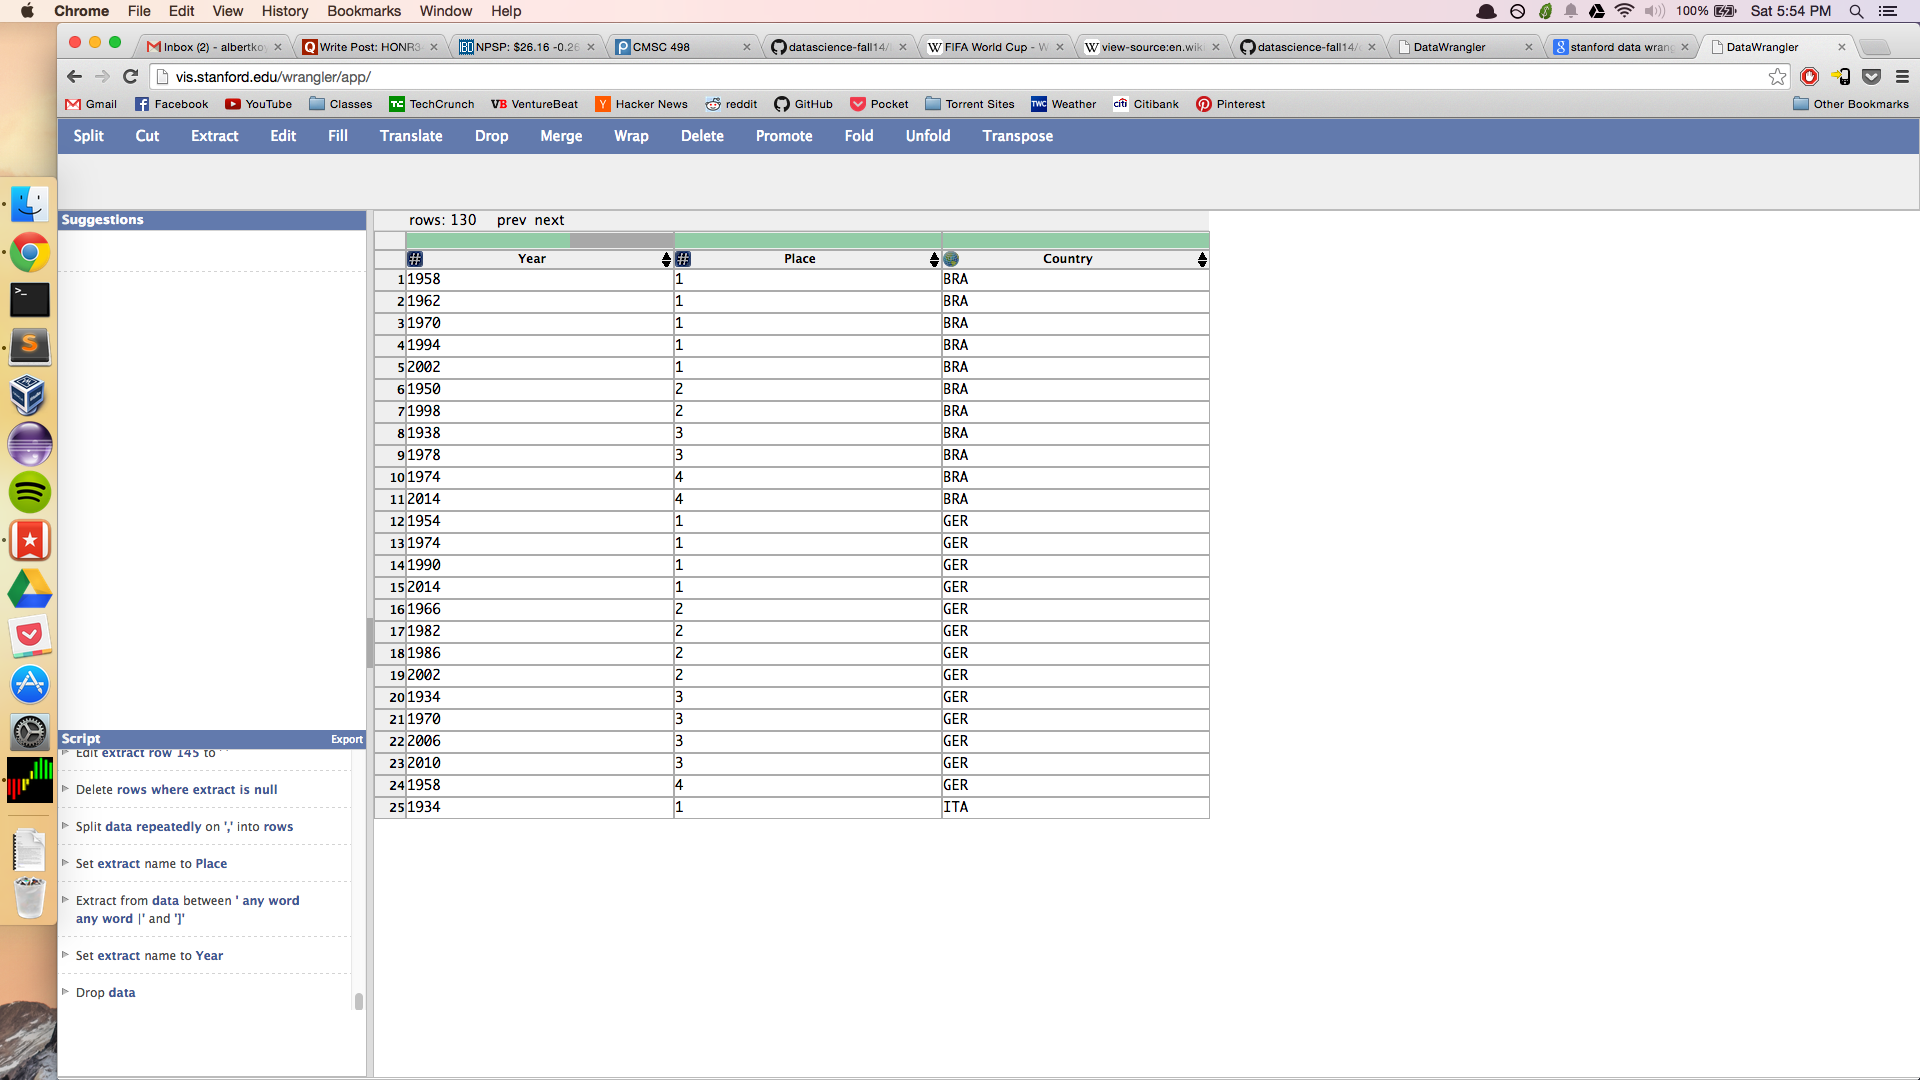 Chrome File Edit View History Bookmarks Window Help 100% Sat 5:54 PM
Inbox (2) - albertko Write Post: HONR3 NPSP: $26.16 -0.26 CMSC 498 datascience-fall14/ FIFA World Cup - W view-source:en.wiki datascience-fall14/ DataWrangler stanford data wrang DataWrangler
vis.stanford.edu/wrangler/app/
Gmail Facebook YouTube Classes TechCrunch VentureBeat Hacker News reddit GitHub Pocket Torrent Sites Weather Citibank Pinterest Other Bookmarks
Split Cut Extract Edit Fill Translate Drop Merge Wrap Delete Promote Fold Unfold Transpose
Suggestions
rows: 130 prev next
# Year # Place Country
1 1958 1 BRA
2 1962 1 BRA
3 1970 1 BRA
4 1994 1 BRA
5 2002 1 BRA
6 1950 2 BRA
7 1998 2 BRA
8 1938 3 BRA
9 1978 3 BRA
10 1974 4 BRA
11 2014 4 BRA
12 1954 1 GER
13 1974 1 GER
14 1990 1 GER
15 2014 1 GER
16 1966 2 GER
17 1982 2 GER
18 1986 2 GER
19 2002 2 GER
20 1934 3 GER
21 1970 3 GER
22 2006 3 GER
23 2010 3 GER
24 1958 4 GER
25 1934 1 ITA
Script Export
Edit extract row 145 to ' '
Delete rows where extract is null
Split data repeatedly on ',' into rows
Set extract name to Place
Extract from data between ' any word
any word |' and ']'
Set extract name to Year
Drop data